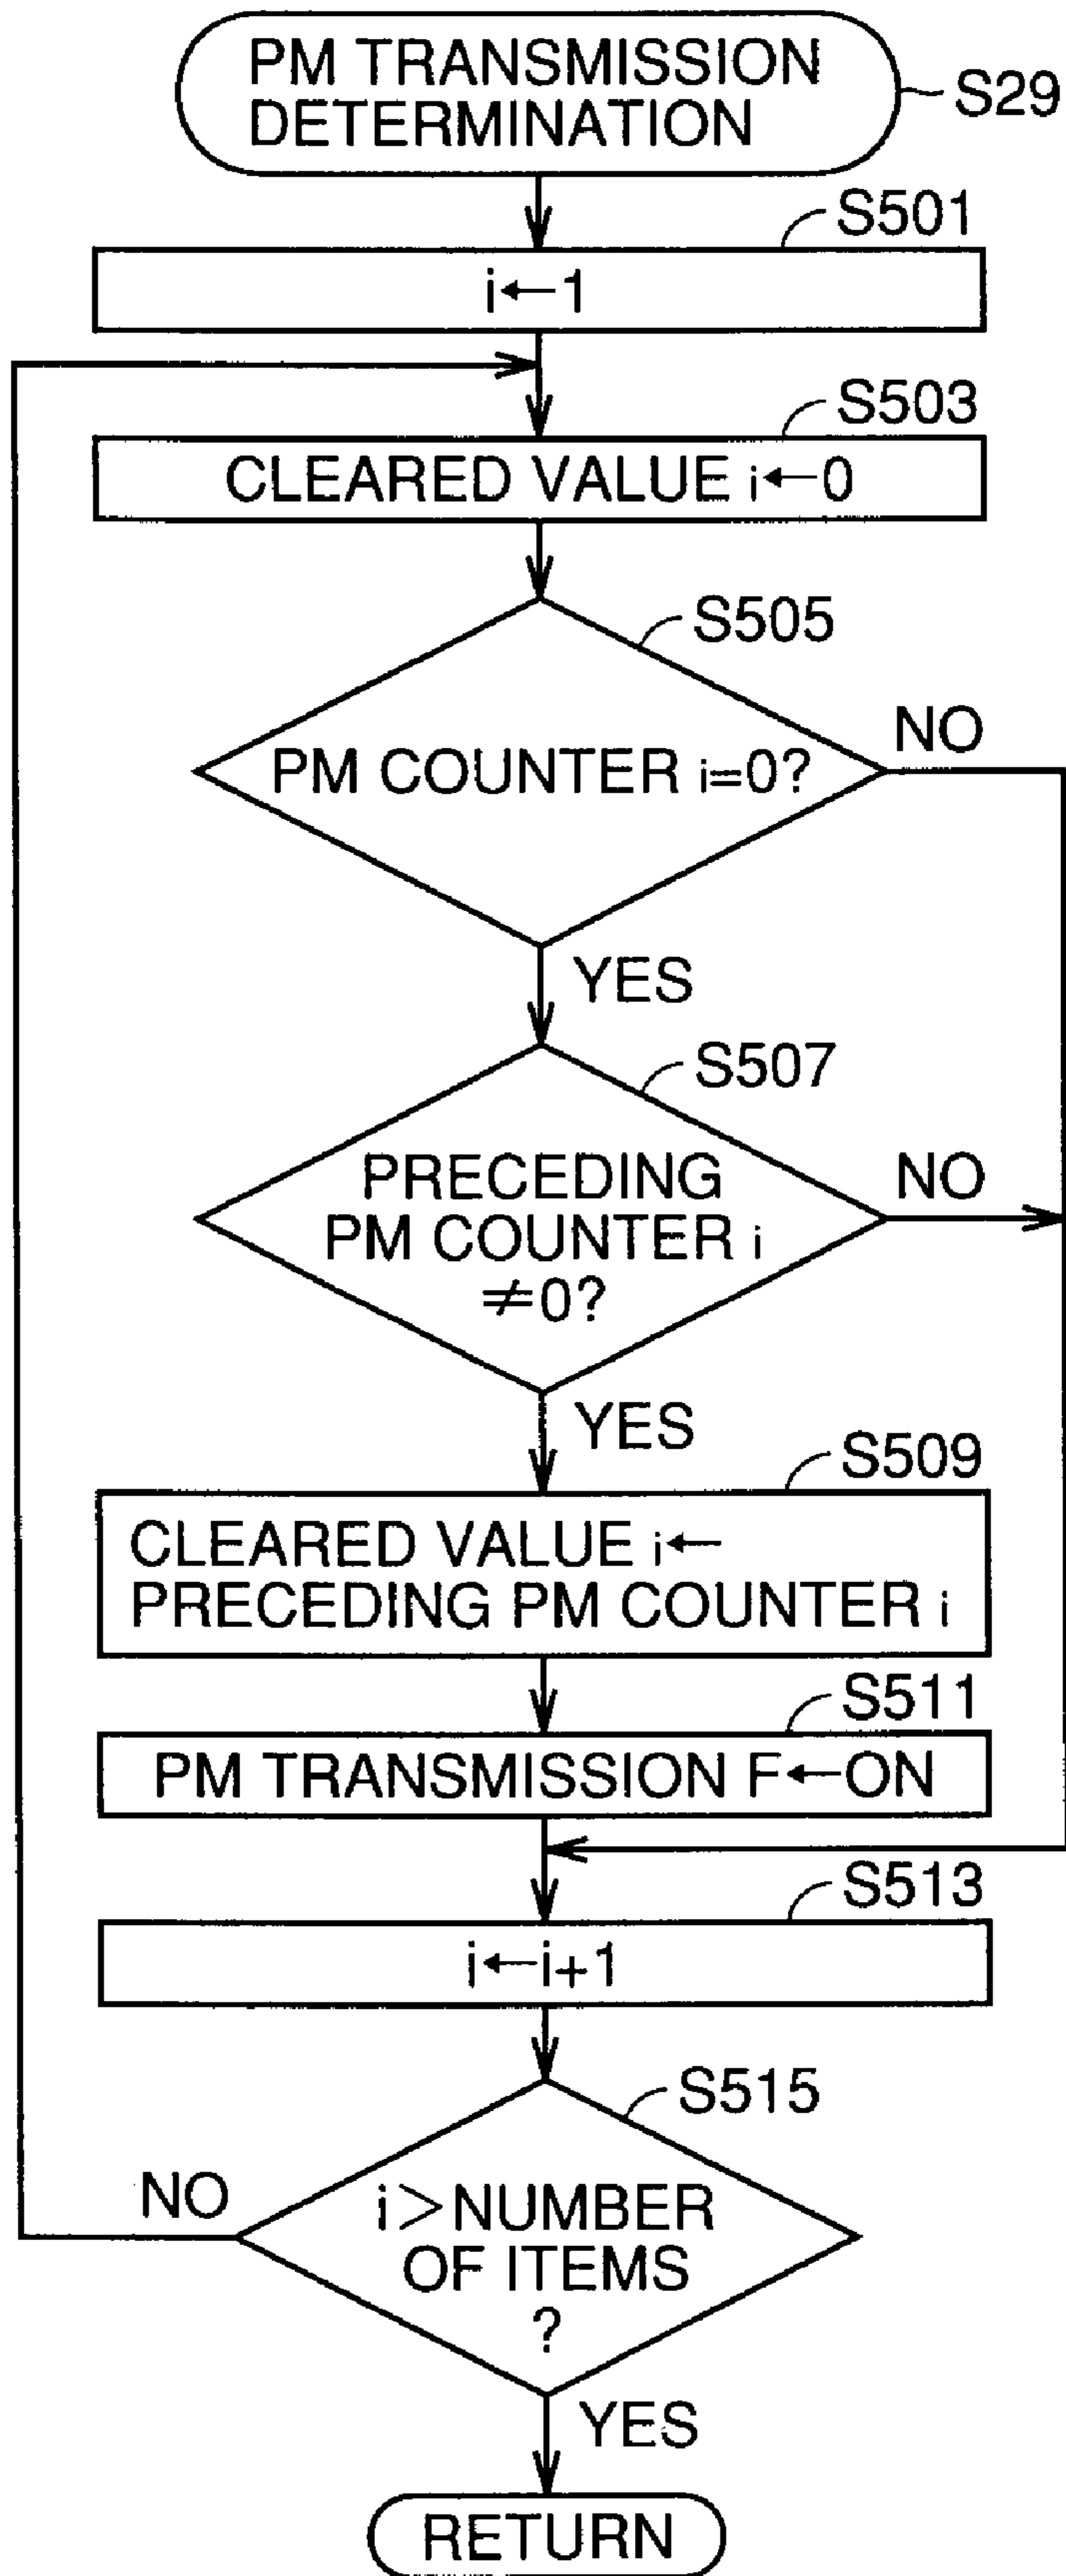 PM TRANSMISSION
DETERMINATION
S29
S501
i←1
S503
CLEARED VALUE i←0
S505
PM COUNTER i=0?
NO
YES
S507
PRECEDING
PM COUNTER i
≠0?
NO
YES
S509
CLEARED VALUE i←
PRECEDING PM COUNTER i
S511
PM TRANSMISSION F←ON
S513
i←i+1
S515
i>NUMBER
OF ITEMS
?
NO
YES
RETURN